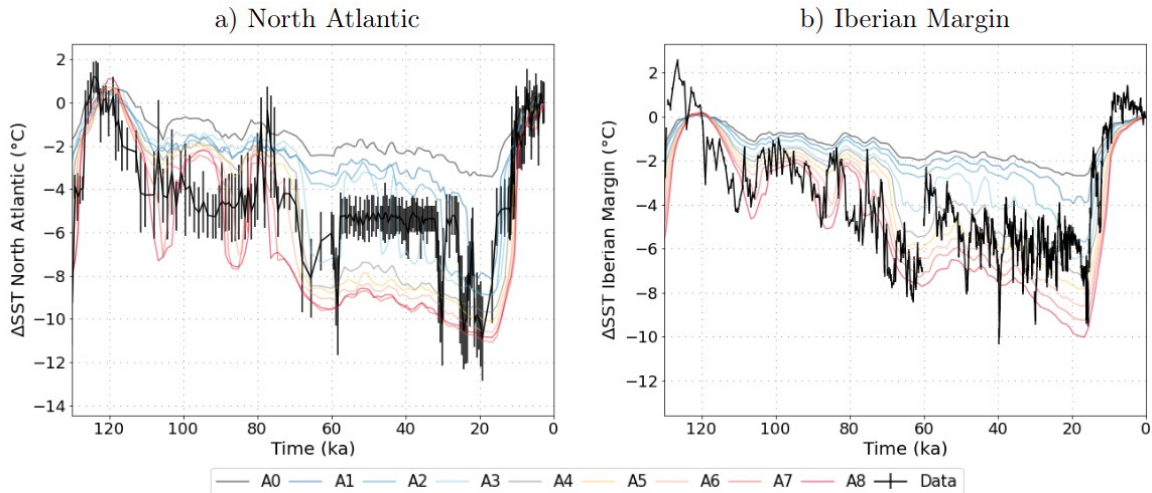 a) North Atlantic
b) Iberian Margin
2
0
−2
−4
−6
−8
−10
−12
−14
ΔSST North Atlantic (°C)
120 100 80 60 40 20 0
Time (ka)
2
0
−2
−4
−6
−8
−10
−12
ΔSST Iberian Margin (°C)
120 100 80 60 40 20 0
Time (ka)
A0 A1 A2 A3 A4 A5 A6 A7 A8 Data